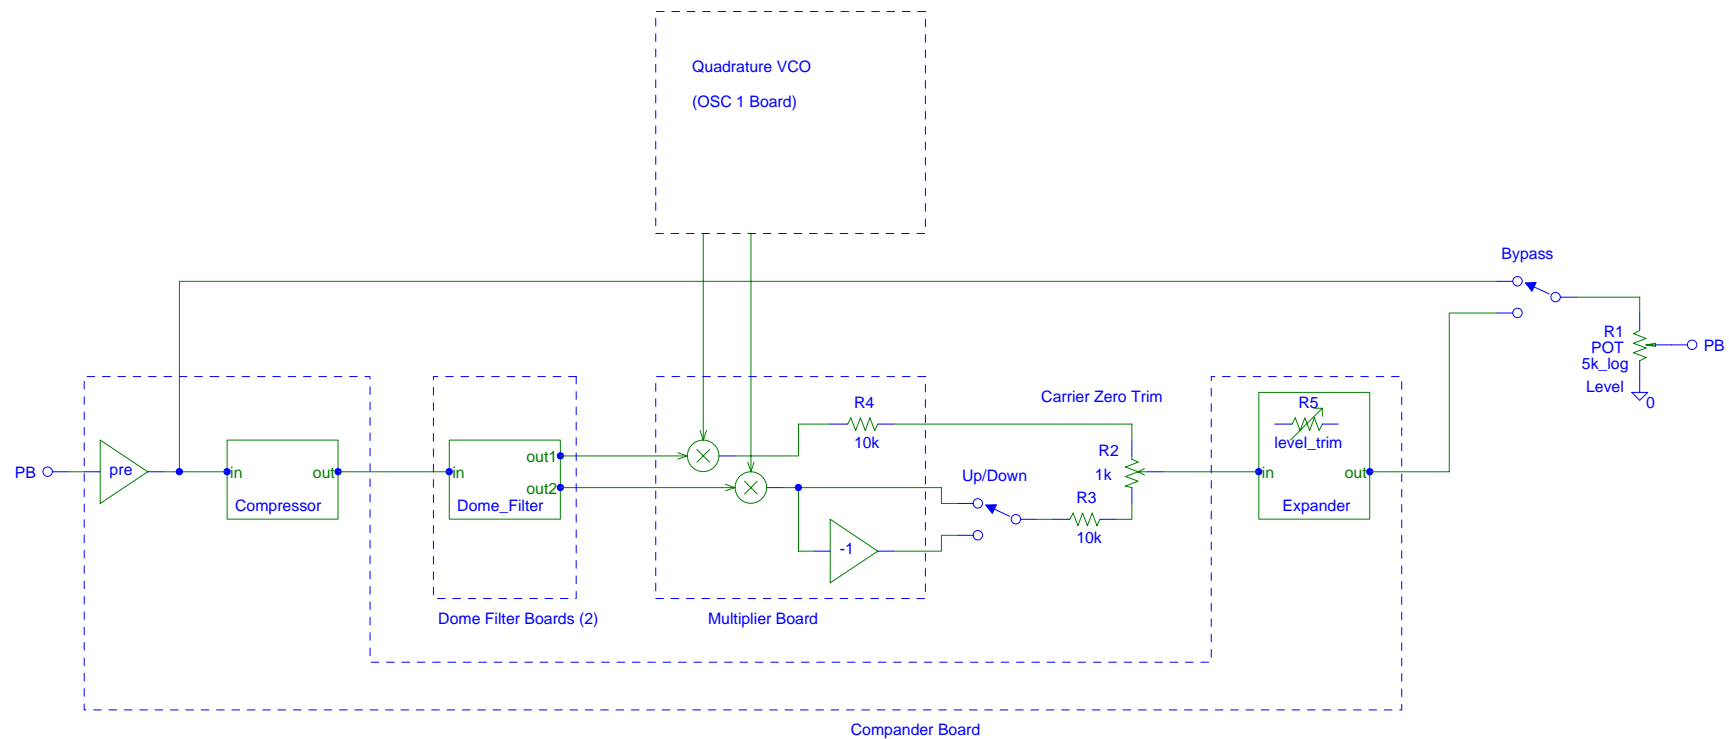 Quadrature VCO
(OSC 1 Board)
Bypass
R1
POT
5k_log
Level
0
PB
Carrier Zero Trim
R4
10k
R5
level_trim
R2
1k
PB
pre
in
out
Compressor
in
out1
out2
Dome_Filter
Up/Down
R3
10k
-1
in
out
Expander
Dome Filter Boards (2)
Multiplier Board
Compander Board